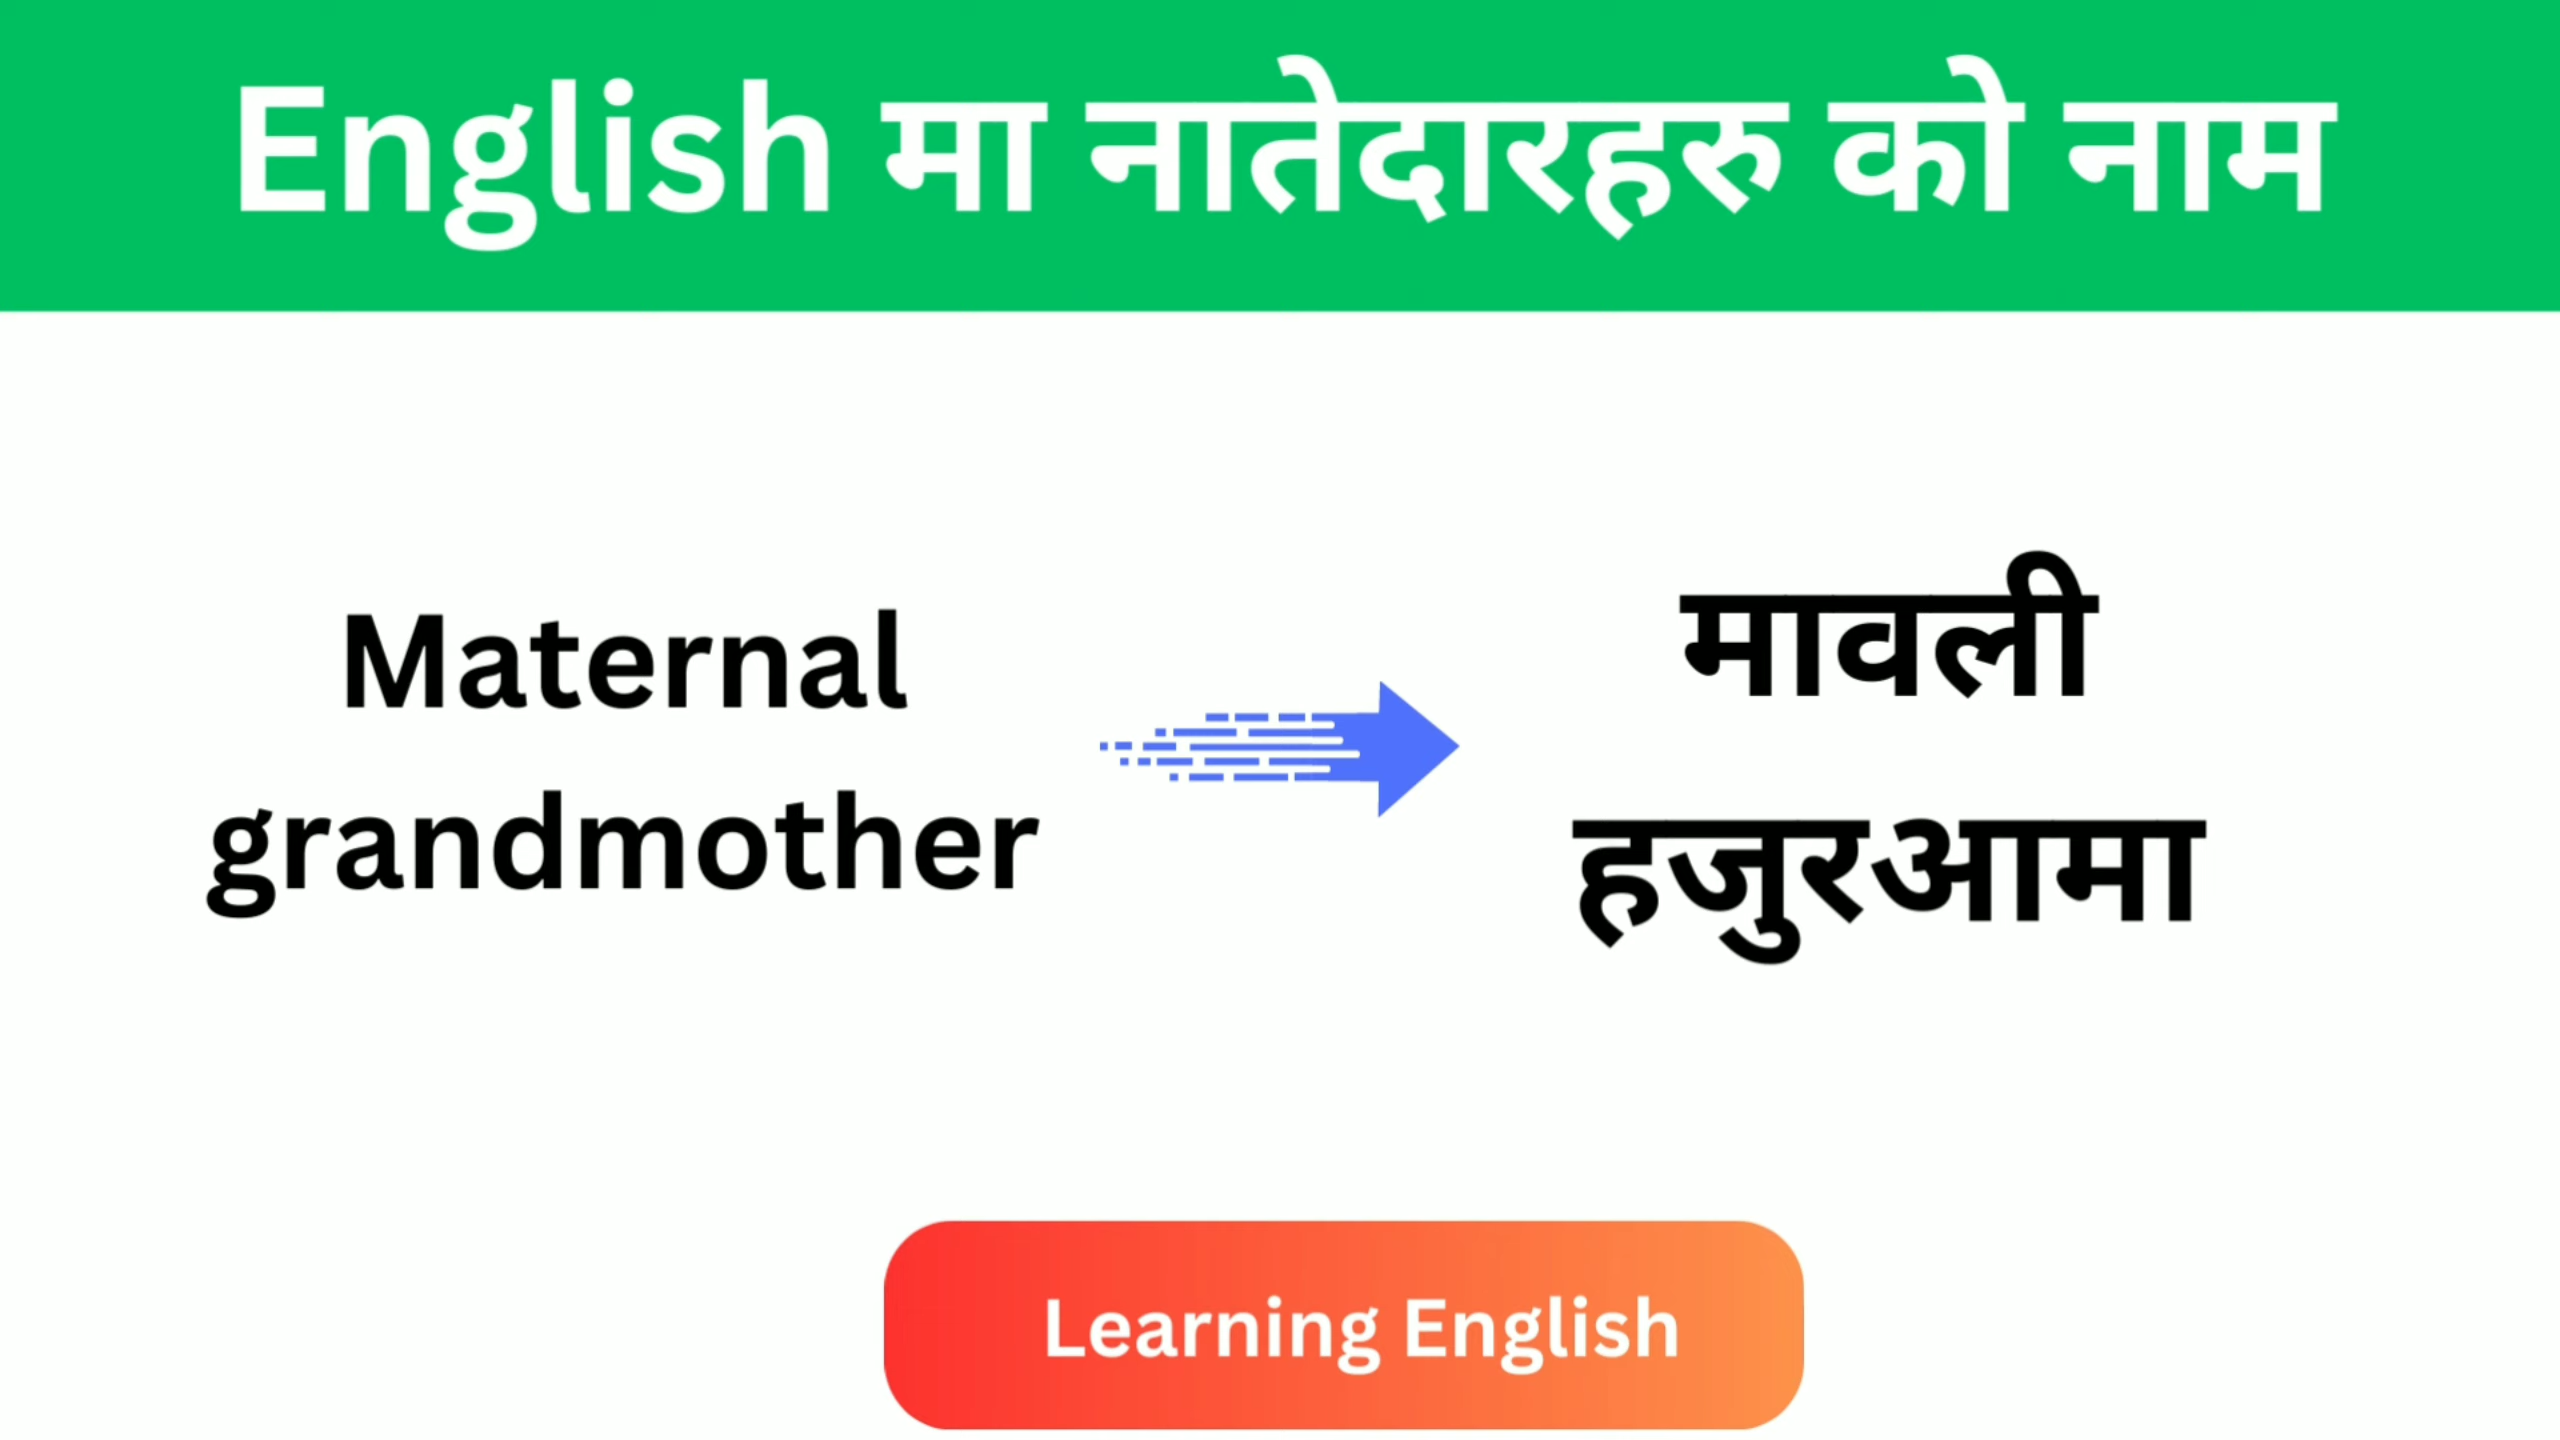 English मा नातेदारहरु को नाम
Maternal
grandmother
मावली
हजुरआमा
Learning English